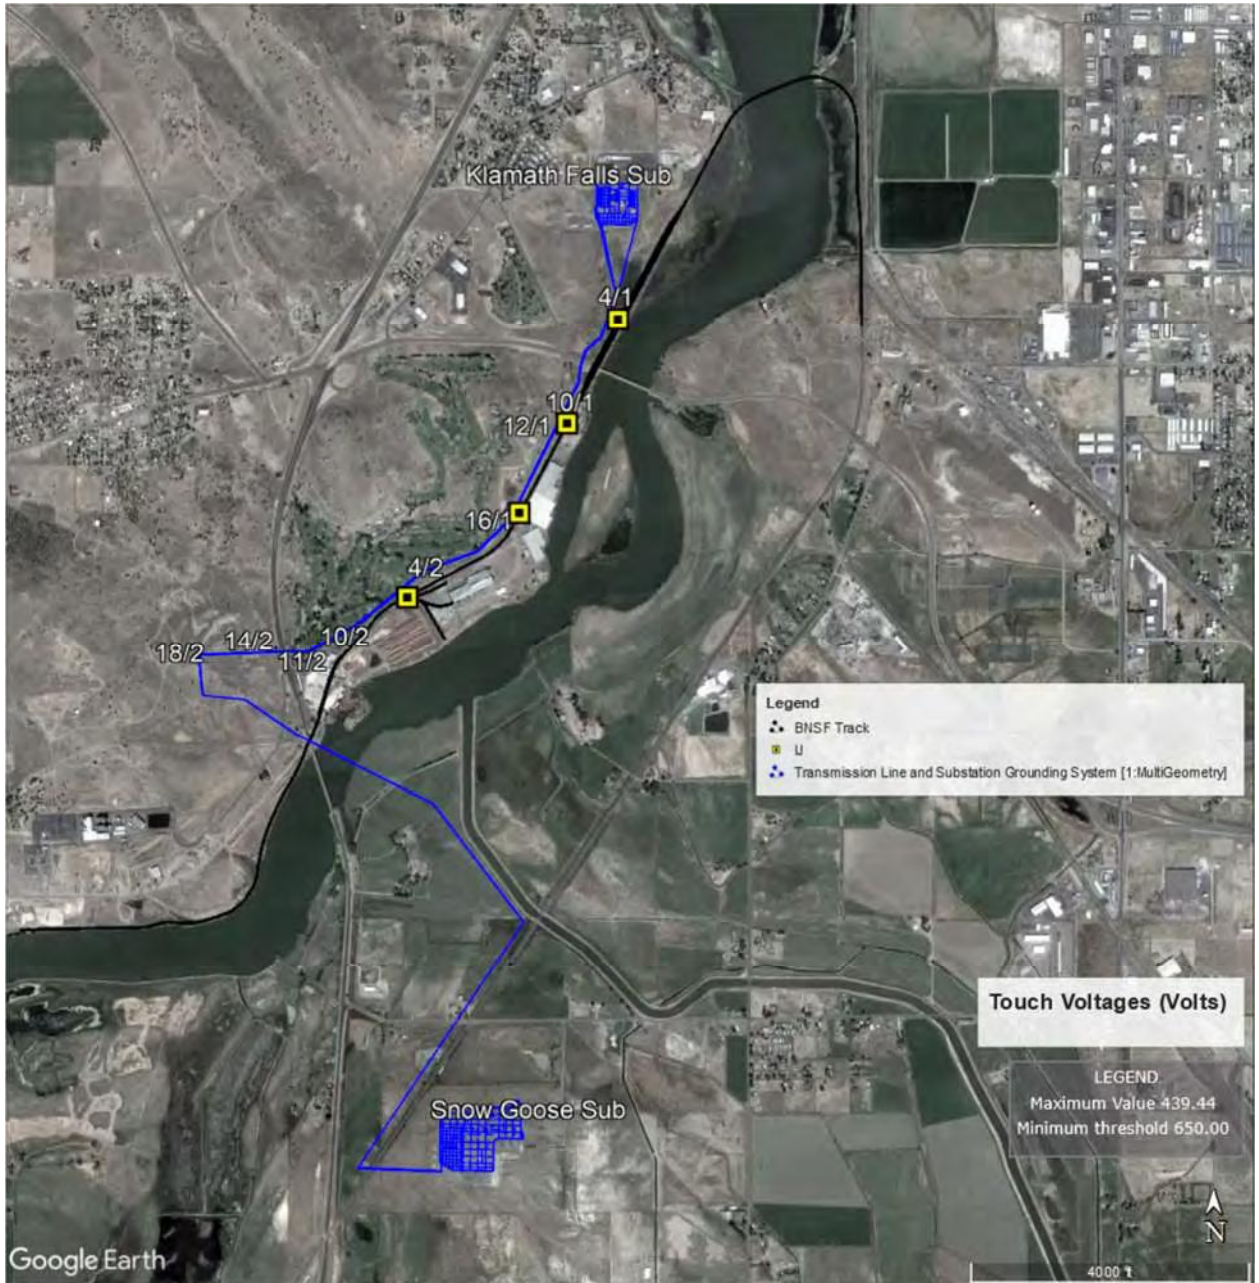 Klamath Falls Sub
4/1
10/1
12/1
16/1
4/2
10/2
14/2
18/2
11/2
Legend
BNSF Track
IJ
Transmission Line and Substation Grounding System [1:MultiGeometry]
Touch Voltages (Volts)
LEGEND
Maximum Value 439.44
Minimum threshold 650.00
Snow Goose Sub
N
Google Earth
4000 ft